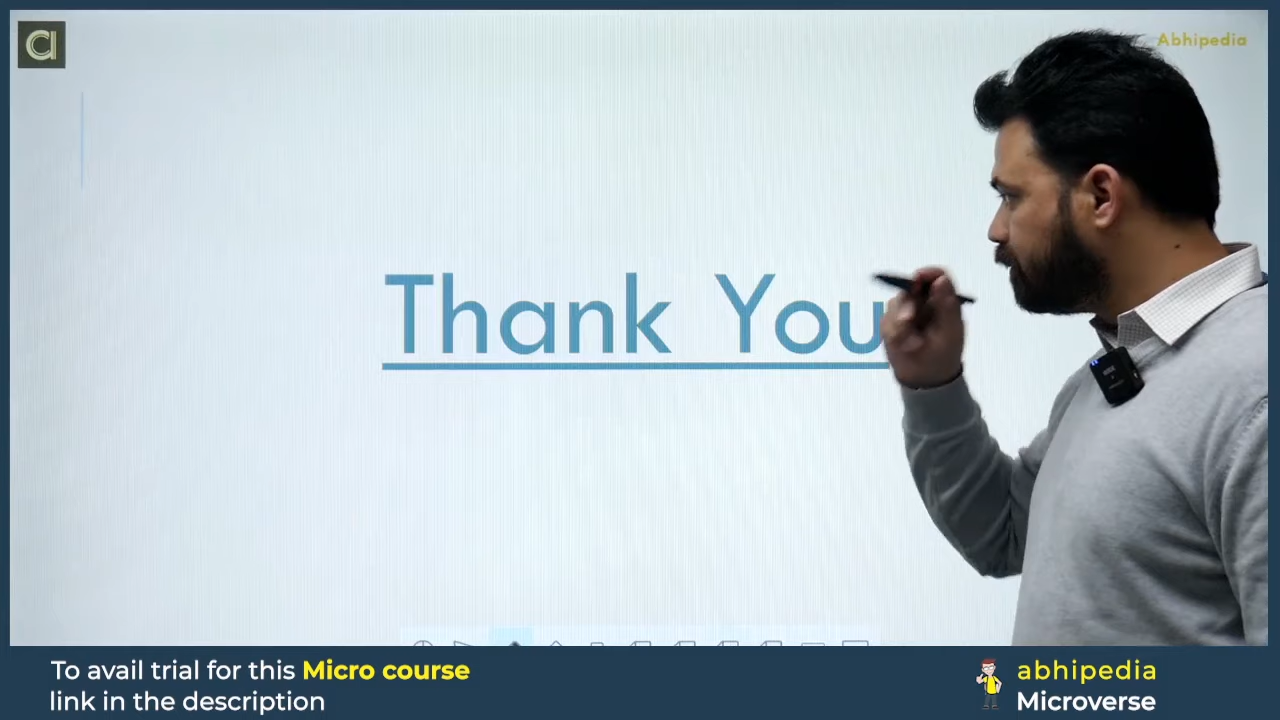 Abhipedia
Thank You
To avail trial for this Micro course
link in the description
abhipedia
Microverse